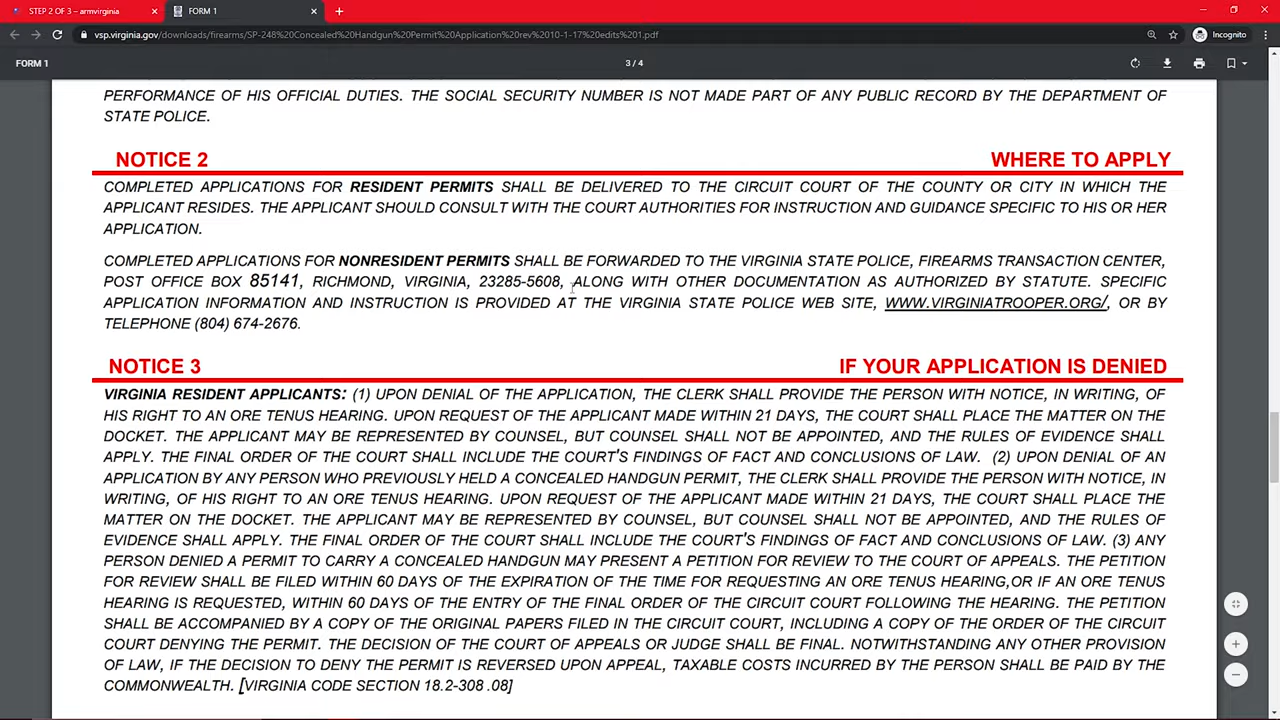 STEP 2 OF 3 – armvirginia
FORM 1
Incognito
vsp.virginia.gov/downloads/firearms/SP-248%20Concealed%20Handgun%20Permit%20Application%20rev%2010-1-17%20edits%201.pdf
FORM 1
3 / 4
PERFORMANCE OF HIS OFFICIAL DUTIES. THE SOCIAL SECURITY NUMBER IS NOT MADE PART OF ANY PUBLIC RECORD BY THE DEPARTMENT OF
STATE POLICE.
NOTICE 2 WHERE TO APPLY
COMPLETED APPLICATIONS FOR RESIDENT PERMITS SHALL BE DELIVERED TO THE CIRCUIT COURT OF THE COUNTY OR CITY IN WHICH THE
APPLICANT RESIDES. THE APPLICANT SHOULD CONSULT WITH THE COURT AUTHORITIES FOR INSTRUCTION AND GUIDANCE SPECIFIC TO HIS OR HER
APPLICATION.
COMPLETED APPLICATIONS FOR NONRESIDENT PERMITS SHALL BE FORWARDED TO THE VIRGINIA STATE POLICE, FIREARMS TRANSACTION CENTER,
POST OFFICE BOX 85141, RICHMOND, VIRGINIA, 23285-5608, ALONG WITH OTHER DOCUMENTATION AS AUTHORIZED BY STATUTE. SPECIFIC
APPLICATION INFORMATION AND INSTRUCTION IS PROVIDED AT THE VIRGINIA STATE POLICE WEB SITE, WWW.VIRGINIATROOPER.ORG/, OR BY
TELEPHONE (804) 674-2676.
NOTICE 3 IF YOUR APPLICATION IS DENIED
VIRGINIA RESIDENT APPLICANTS: (1) UPON DENIAL OF THE APPLICATION, THE CLERK SHALL PROVIDE THE PERSON WITH NOTICE, IN WRITING, OF
HIS RIGHT TO AN ORE TENUS HEARING. UPON REQUEST OF THE APPLICANT MADE WITHIN 21 DAYS, THE COURT SHALL PLACE THE MATTER ON THE
DOCKET. THE APPLICANT MAY BE REPRESENTED BY COUNSEL, BUT COUNSEL SHALL NOT BE APPOINTED, AND THE RULES OF EVIDENCE SHALL
APPLY. THE FINAL ORDER OF THE COURT SHALL INCLUDE THE COURT'S FINDINGS OF FACT AND CONCLUSIONS OF LAW. (2) UPON DENIAL OF AN
APPLICATION BY ANY PERSON WHO PREVIOUSLY HELD A CONCEALED HANDGUN PERMIT, THE CLERK SHALL PROVIDE THE PERSON WITH NOTICE, IN
WRITING, OF HIS RIGHT TO AN ORE TENUS HEARING. UPON REQUEST OF THE APPLICANT MADE WITHIN 21 DAYS, THE COURT SHALL PLACE THE
MATTER ON THE DOCKET. THE APPLICANT MAY BE REPRESENTED BY COUNSEL, BUT COUNSEL SHALL NOT BE APPOINTED, AND THE RULES OF
EVIDENCE SHALL APPLY. THE FINAL ORDER OF THE COURT SHALL INCLUDE THE COURT'S FINDINGS OF FACT AND CONCLUSIONS OF LAW. (3) ANY
PERSON DENIED A PERMIT TO CARRY A CONCEALED HANDGUN MAY PRESENT A PETITION FOR REVIEW TO THE COURT OF APPEALS. THE PETITION
FOR REVIEW SHALL BE FILED WITHIN 60 DAYS OF THE EXPIRATION OF THE TIME FOR REQUESTING AN ORE TENUS HEARING,OR IF AN ORE TENUS
HEARING IS REQUESTED, WITHIN 60 DAYS OF THE ENTRY OF THE FINAL ORDER OF THE CIRCUIT COURT FOLLOWING THE HEARING. THE PETITION
SHALL BE ACCOMPANIED BY A COPY OF THE ORIGINAL PAPERS FILED IN THE CIRCUIT COURT, INCLUDING A COPY OF THE ORDER OF THE CIRCUIT
COURT DENYING THE PERMIT. THE DECISION OF THE COURT OF APPEALS OR JUDGE SHALL BE FINAL. NOTWITHSTANDING ANY OTHER PROVISION
OF LAW, IF THE DECISION TO DENY THE PERMIT IS REVERSED UPON APPEAL, TAXABLE COSTS INCURRED BY THE PERSON SHALL BE PAID BY THE
COMMONWEALTH. [VIRGINIA CODE SECTION 18.2-308 .08]